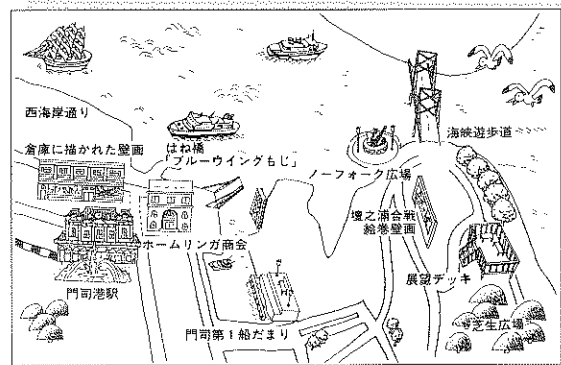 西海岸通り
倉庫に描かれた壁画
はね橋
「ブルーウイングもじ」
ノーフォーク広場
海峡遊歩道
壇之浦合戦
絵巻壁画
ホームリンガ商会
展望デッキ
門司港駅
門司第1船だまり
芝生広場